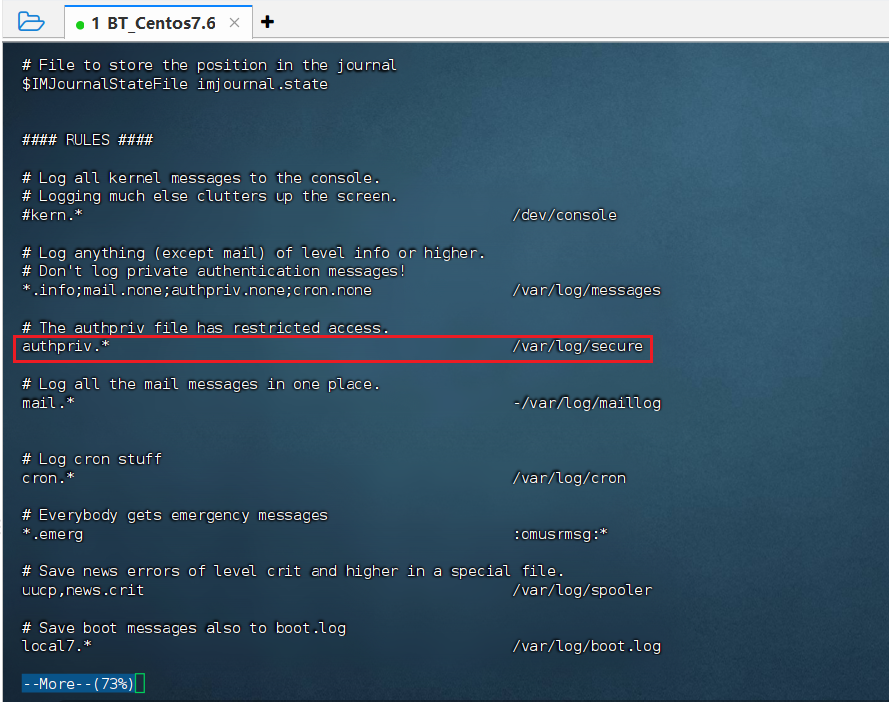 1 BT_Centos7.6
# File to store the position in the journal
$IMJournalStateFile imjournal.state
#### RULES ####
# Log all kernel messages to the console.
# Logging much else clutters up the screen.
#kern.* /dev/console
# Log anything (except mail) of level info or higher.
# Don't log private authentication messages!
*.info;mail.none;authpriv.none;cron.none /var/log/messages
# The authpriv file has restricted access.
authpriv.* /var/log/secure
# Log all the mail messages in one place.
mail.* -/var/log/maillog
# Log cron stuff
cron.* /var/log/cron
# Everybody gets emergency messages
*.emerg :omusrmsg:*
# Save news errors of level crit and higher in a special file.
uucp,news.crit /var/log/spooler
# Save boot messages also to boot.log
local7.* /var/log/boot.log
--More--(73%)